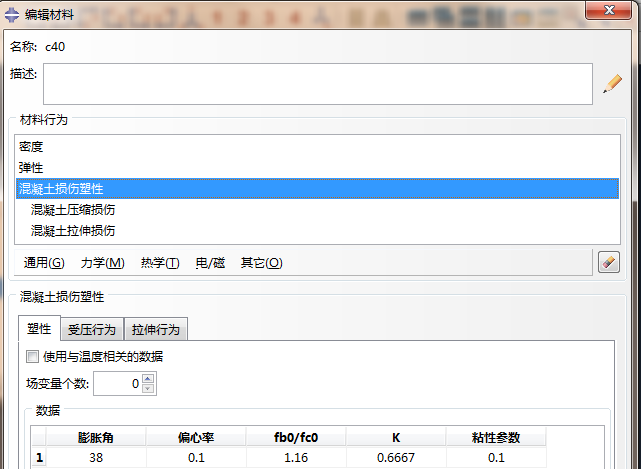 编辑材料
名称: c40
描述:
材料行为
密度
弹性
混凝土损伤塑性
混凝土压缩损伤
混凝土拉伸损伤
通用(G) 力学(M) 热学(T) 电/磁 其它(O)
混凝土损伤塑性
塑性 受压行为 拉伸行为
使用与温度相关的数据
场变量个数: 0
数据
膨胀角 偏心率 fb0/fc0 K 粘性参数
1 38 0.1 1.16 0.6667 0.1